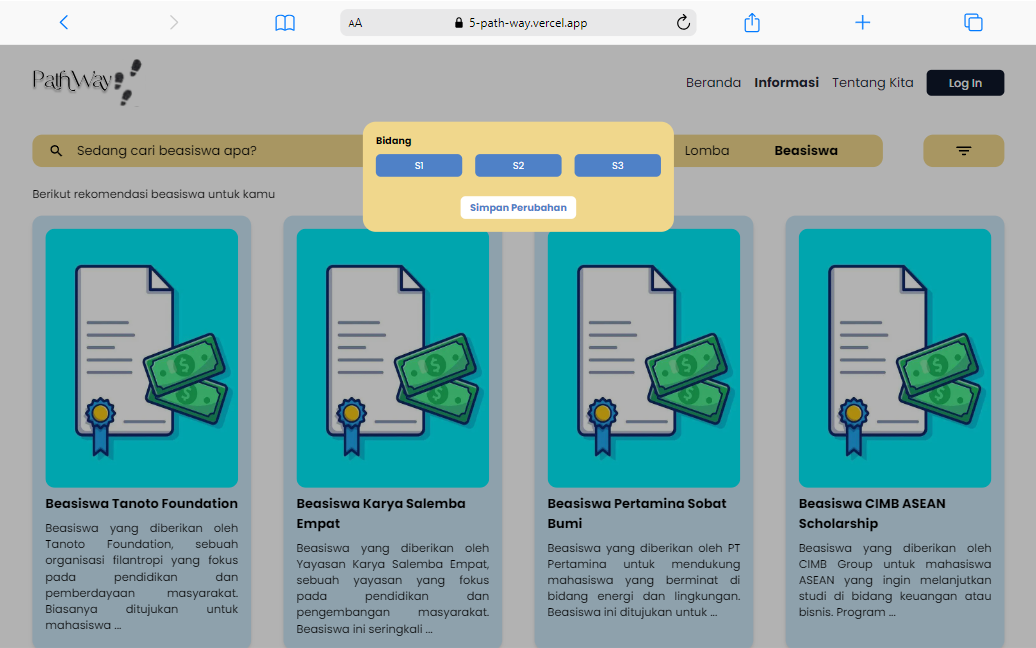 AA 5-path-way.vercel.app
PathWay
Beranda Informasi Tentang Kita Log In
Sedang cari beasiswa apa?
Lomba Beasiswa
Bidang
S1 S2 S3
Simpan Perubahan
Berikut rekomendasi beasiswa untuk kamu
Beasiswa Tanoto Foundation
Beasiswa yang diberikan oleh
Tanoto Foundation, sebuah
organisasi filantropi yang fokus
pada pendidikan dan
pemberdayaan masyarakat.
Biasanya ditujukan untuk
mahasiswa ...
Beasiswa Karya Salemba
Empat
Beasiswa yang diberikan oleh
Yayasan Karya Salemba Empat,
sebuah yayasan yang fokus
pada pendidikan dan
pengembangan masyarakat.
Beasiswa ini seringkali ...
Beasiswa Pertamina Sobat
Bumi
Beasiswa yang diberikan oleh PT
Pertamina untuk mendukung
mahasiswa yang berminat di
bidang energi dan lingkungan.
Beasiswa ini ditujukan untuk ...
Beasiswa CIMB ASEAN
Scholarship
Beasiswa yang diberikan oleh
CIMB Group untuk mahasiswa
ASEAN yang ingin melanjutkan
studi di bidang keuangan atau
bisnis. Program ...